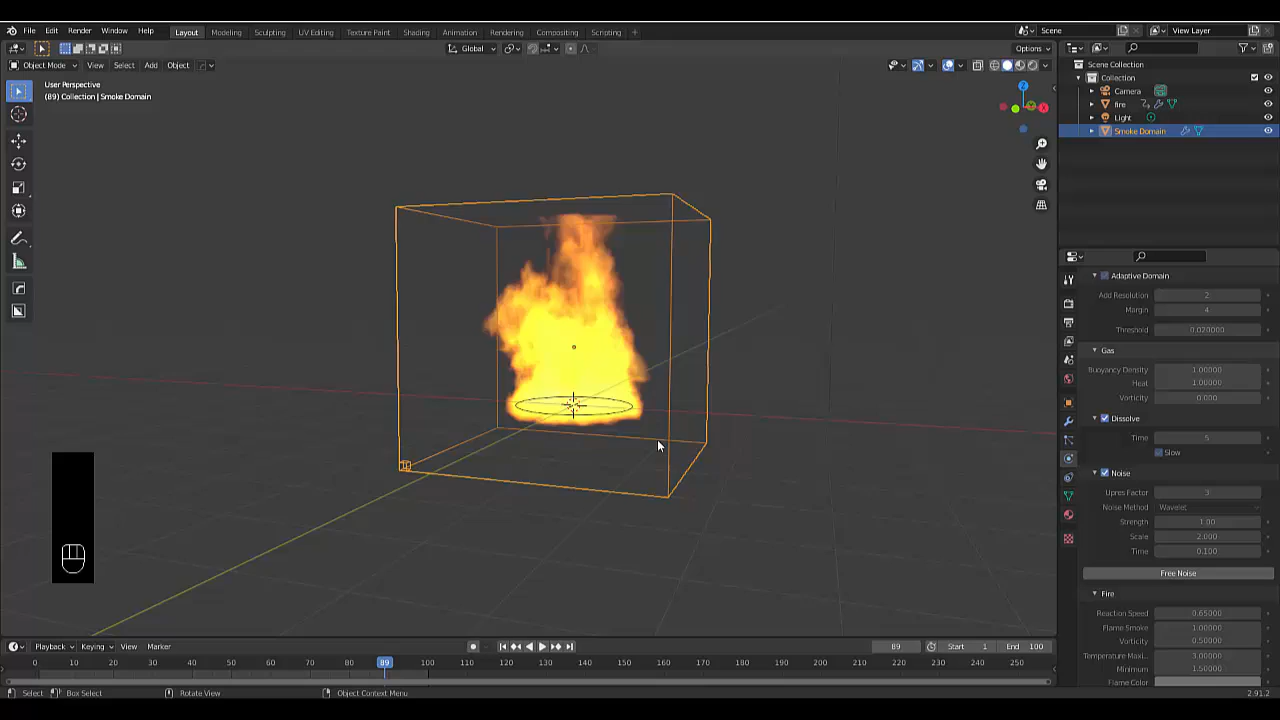 File Edit Render Window Help Layout Modeling Sculpting UV Editing Texture Paint Shading Animation Rendering Compositing Scripting + Scene View Layer
Global Options
Object Mode View Select Add Object
User Perspective
(89) Collection | Smoke Domain
Z
X
Scene Collection
Collection
Camera
fire
Light
Smoke Domain
Adaptive Domain
Add Resolution 2
Margin 4
Threshold 0.020000
Gas
Buoyancy Density 1.00000
Heat 1.00000
Vorticity 0.000
Dissolve
Time 5
Slow
Noise
Upres Factor 3
Noise Method Wavelet
Strength 1.00
Scale 2.000
Time 0.100
Free Noise
Fire
Reaction Speed 0.65000
Flame Smoke 1.00000
Vorticity 0.50000
Temperature Maxi... 3.00000
Minimum 1.50000
Flame Color
Playback Keying View Marker 89 Start 1 End 100
0 10 20 30 40 50 60 70 80 89 100 110 120 130 140 150 160 170 180 190 200 210 220 230 240 250
Select Box Select Rotate View Object Context Menu 2.91.2